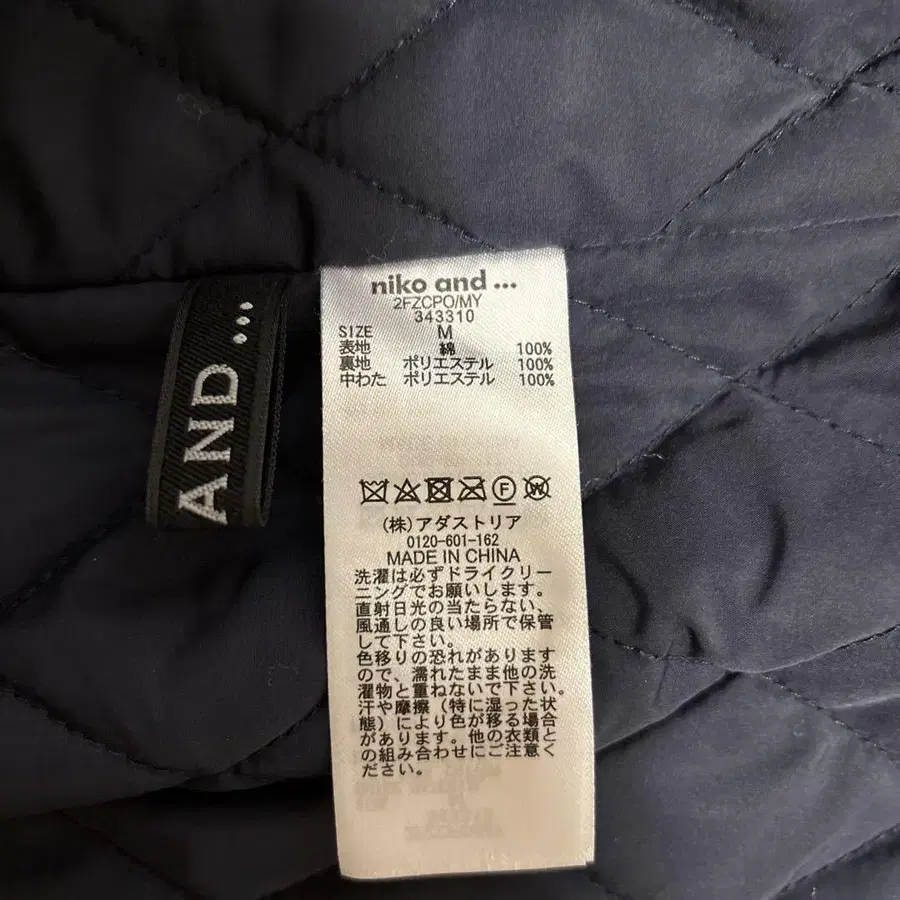 AND ...
niko and ...
2FZCPO/MY
343310
SIZE M
表地 綿 100%
裏地 ポリエステル 100%
中わた ポリエステル 100%
F W
(株)アダストリア
0120-601-162
MADE IN CHINA
洗濯は必ずドライクリー
ニングでお願いします。
直射日光の当たらない、
風通しの良い場所で保管
して下さい。
色移りの恐れがあります
ので、濡れたまま他の洗
濯物と重ねないで下さい。
汗や摩擦(特に湿った状
態)により色が移る場合
があります。他の衣類と
の組み合わせにご注意く
ださい。